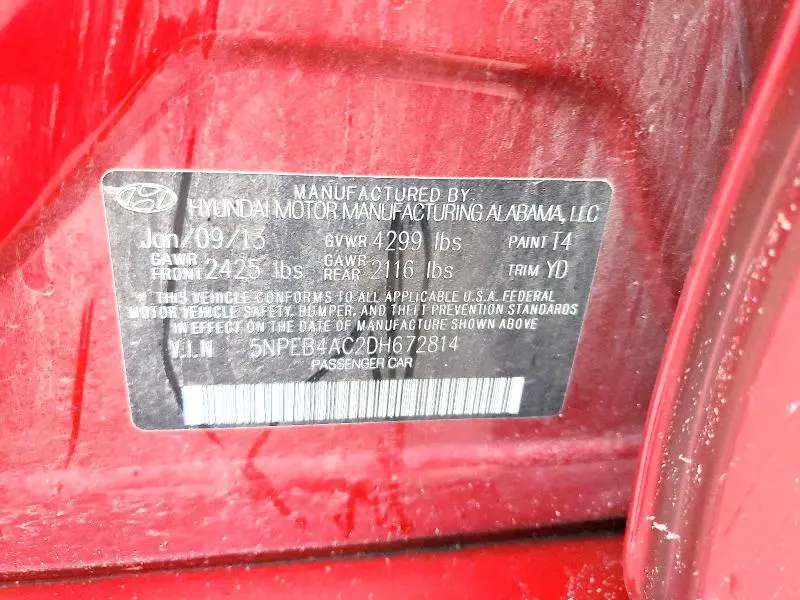 MANUFACTURED BY
HYUNDAI MOTOR MANUFACTURING ALABAMA, LLC
Jan/09/13 GVWR 4299 lbs PAINT T4
GAWR FRONT 2425 lbs GAWR REAR 2116 lbs TRIM YD
THIS VEHICLE CONFORMS TO ALL APPLICABLE U.S.A. FEDERAL
MOTOR VEHICLE SAFETY, BUMPER, AND THEFT PREVENTION STANDARDS
IN EFFECT ON THE DATE OF MANUFACTURE SHOWN ABOVE
V.I.N 5NPEB4AC2DH672814
PASSENGER CAR